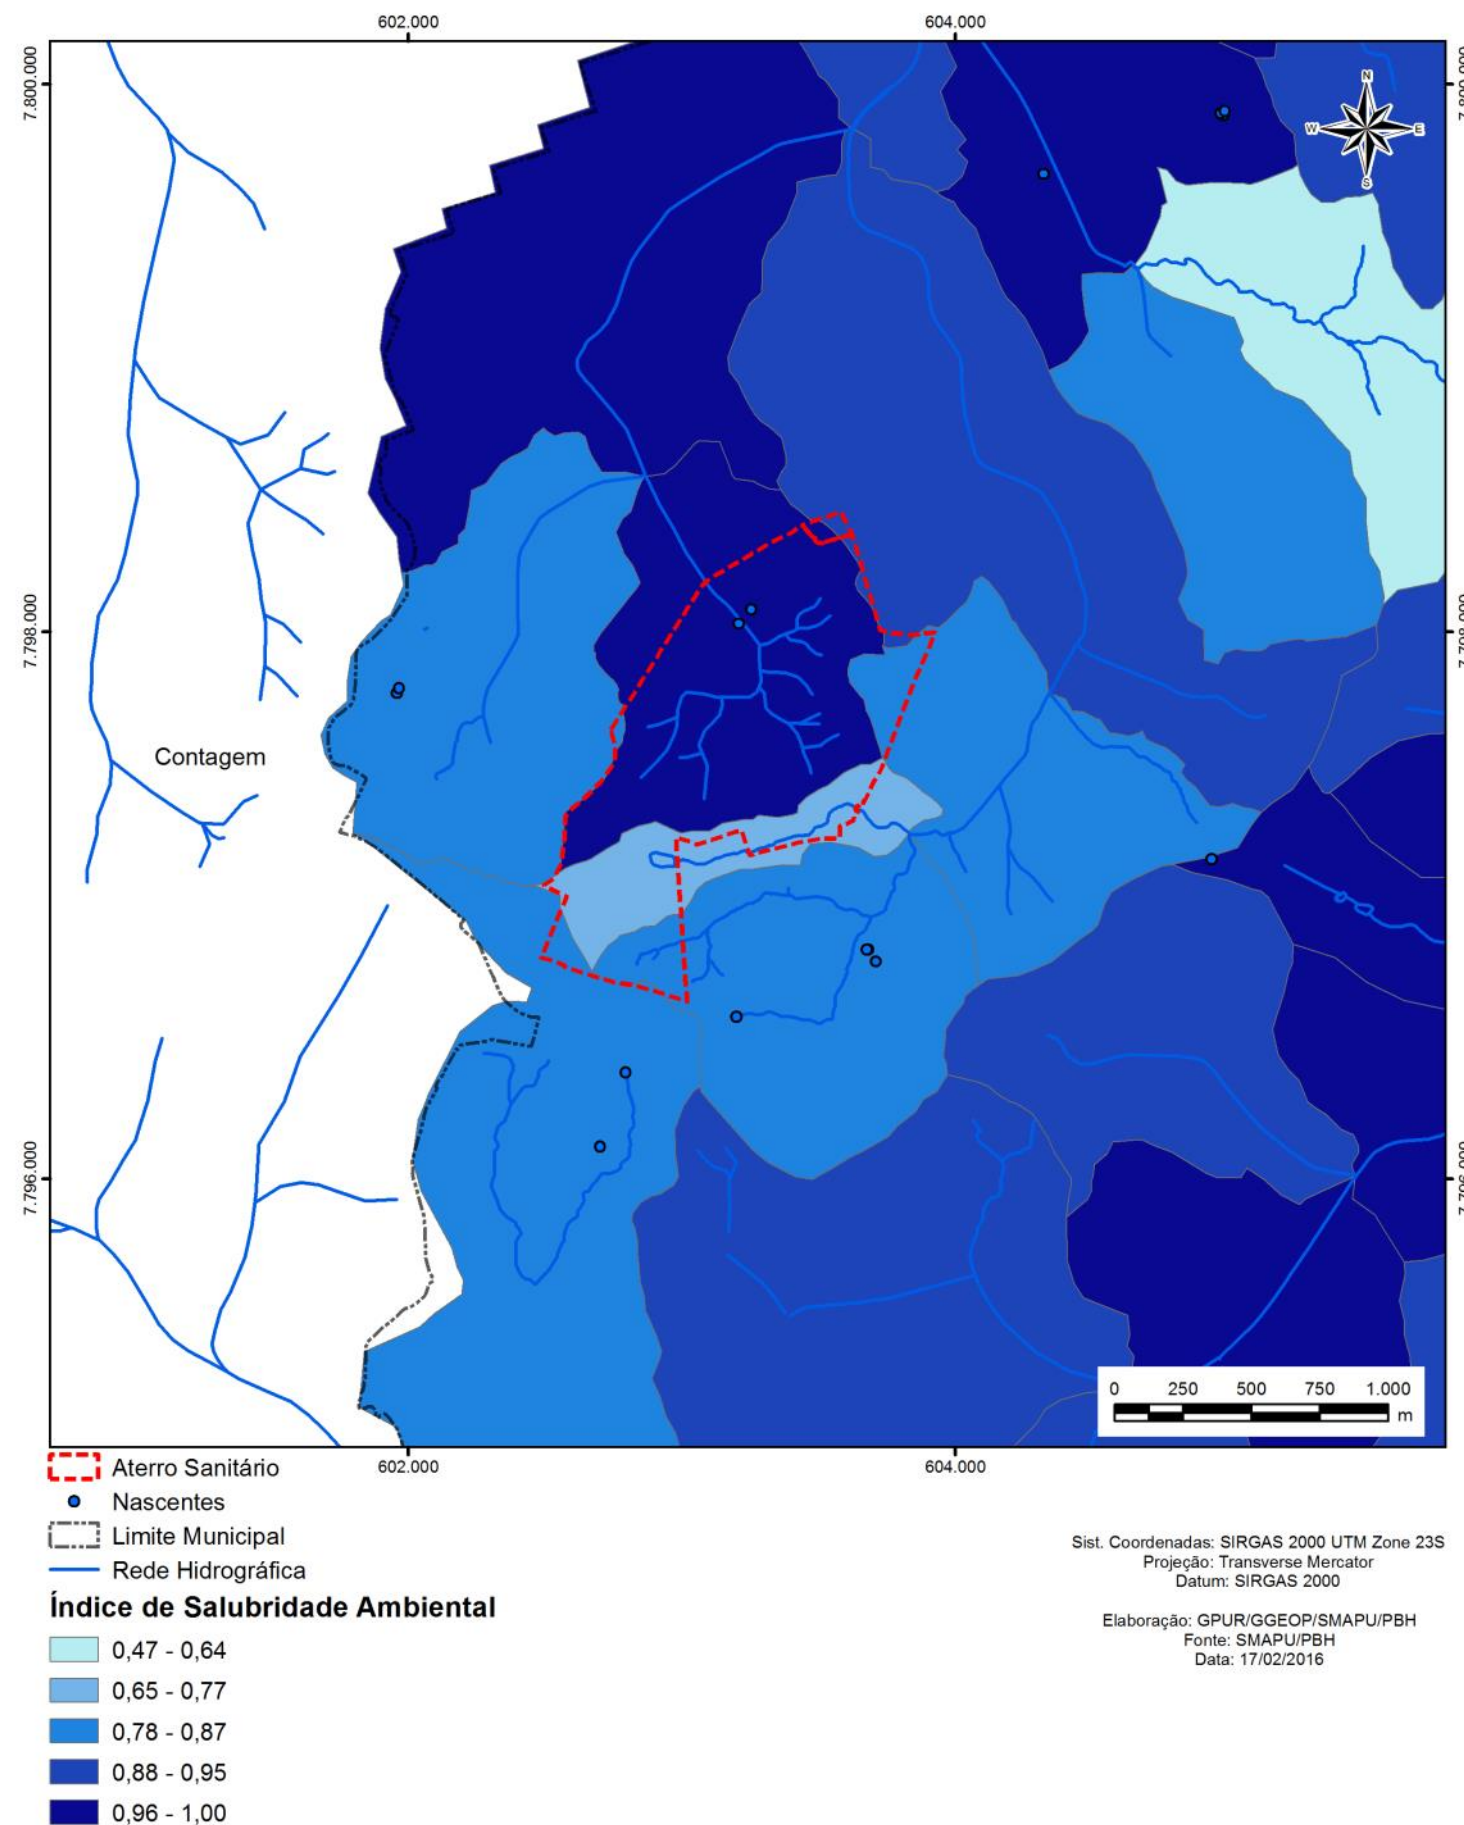 602.000
604.000
7.800.000
N
W
E
S
7.798.000
Contagem
7.796.000
0 250 500 750 1.000
m
602.000
604.000
Aterro Sanitário
Nascentes
Limite Municipal
Rede Hidrográfica
Índice de Salubridade Ambiental
0,47 - 0,64
0,65 - 0,77
0,78 - 0,87
0,88 - 0,95
0,96 - 1,00
Sist. Coordenadas: SIRGAS 2000 UTM Zone 23S
Projeção: Transverse Mercator
Datum: SIRGAS 2000
Elaboração: GPUR/GGEOP/SMAPU/PBH
Fonte: SMAPU/PBH
Data: 17/02/2016